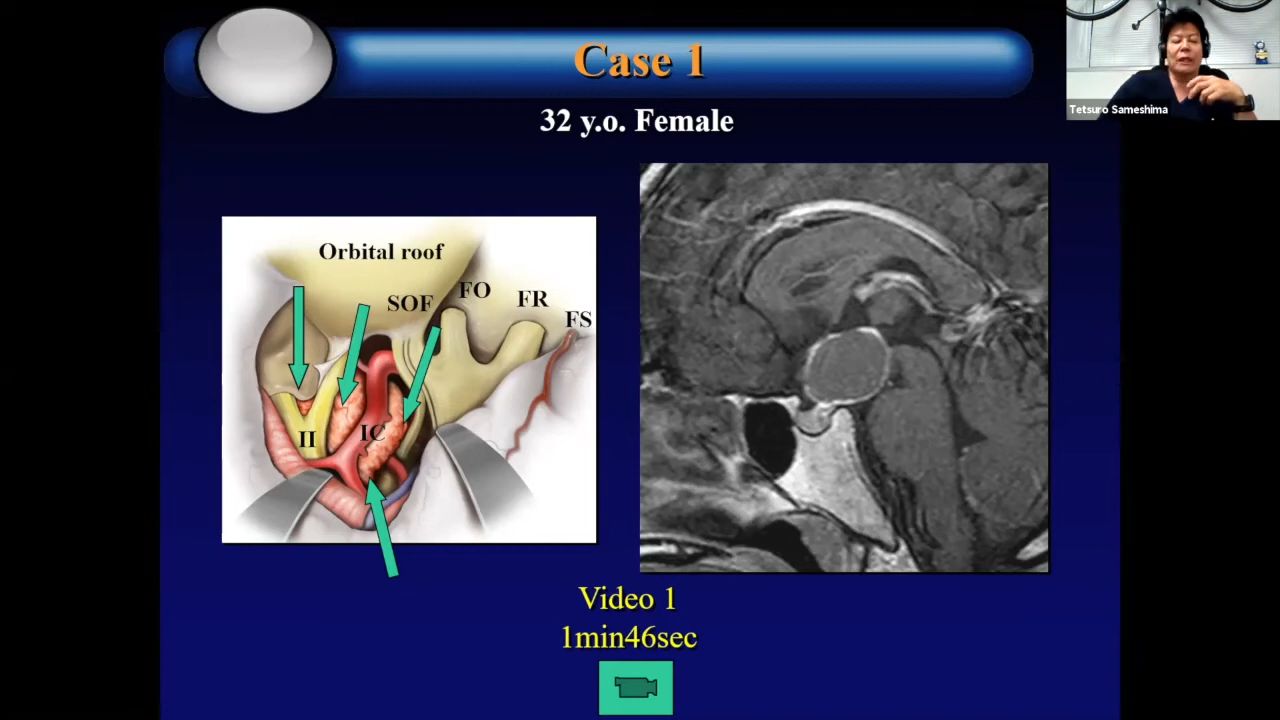 Case 1
32 y.o. Female
Tetsuro Sameshima
Orbital roof
SOF
FO
FR
FS
II
IC
Video 1
1min46sec